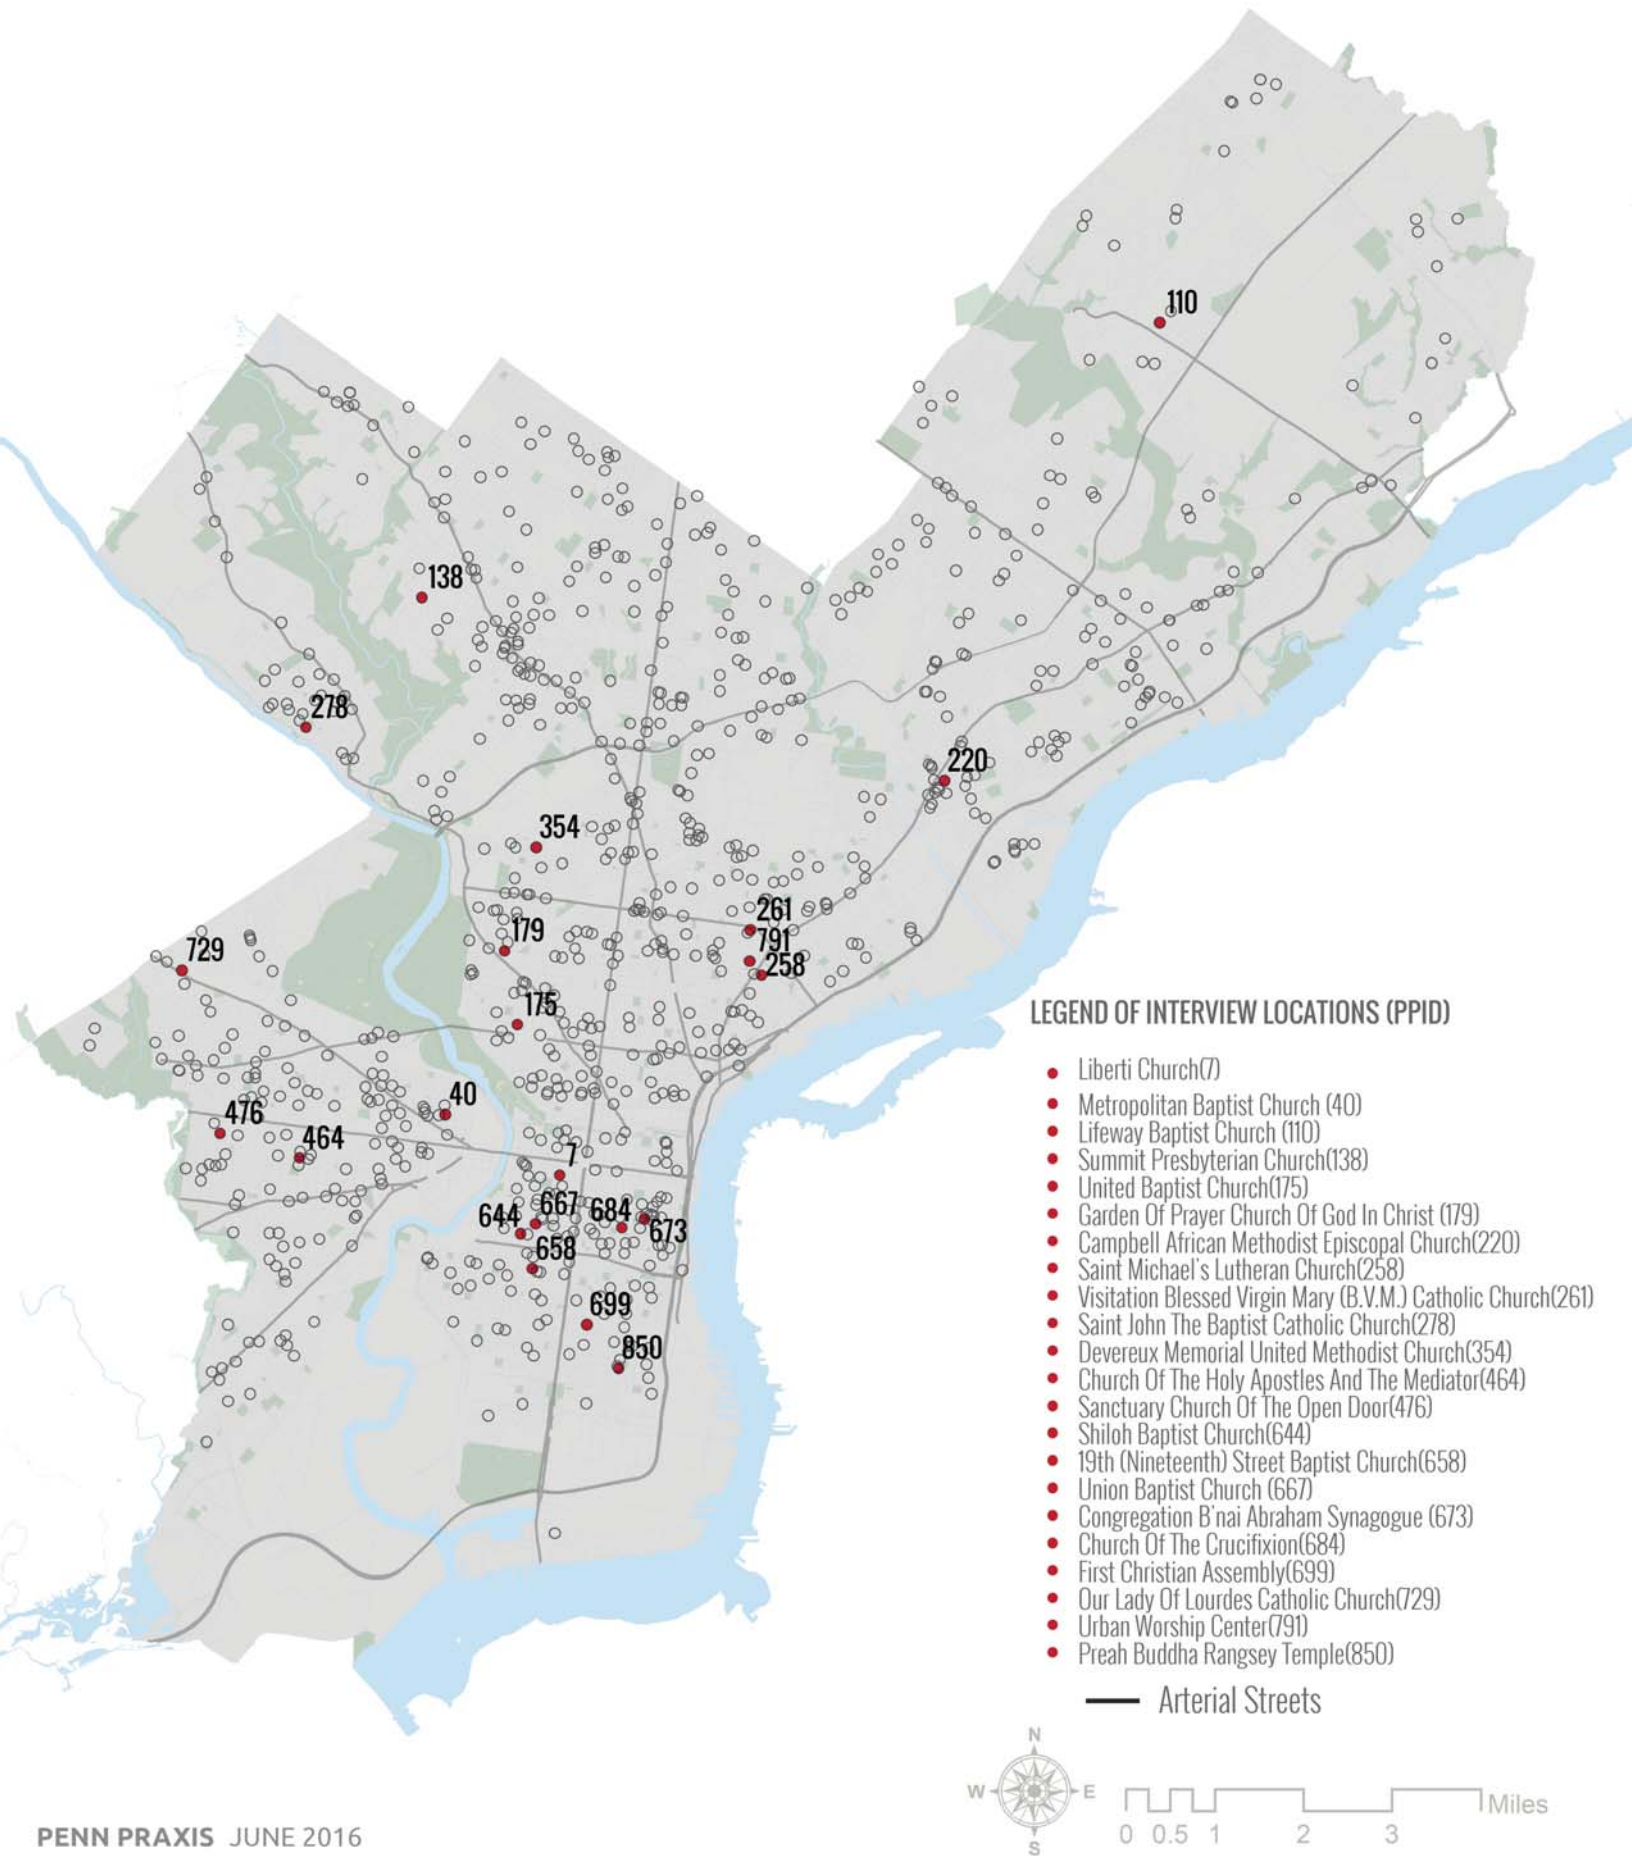 110
138
278
220
354
261
179
791
729
258
175
40
476
464
7
667
684
644
673
658
699
850
LEGEND OF INTERVIEW LOCATIONS (PPID)
Liberti Church(7)
Metropolitan Baptist Church (40)
Lifeway Baptist Church (110)
Summit Presbyterian Church(138)
United Baptist Church(175)
Garden Of Prayer Church Of God In Christ (179)
Campbell African Methodist Episcopal Church(220)
Saint Michael's Lutheran Church(258)
Visitation Blessed Virgin Mary (B.V.M.) Catholic Church(261)
Saint John The Baptist Catholic Church(278)
Devereux Memorial United Methodist Church(354)
Church Of The Holy Apostles And The Mediator(464)
Sanctuary Church Of The Open Door(476)
Shiloh Baptist Church(644)
19th (Nineteenth) Street Baptist Church(658)
Union Baptist Church (667)
Congregation B'nai Abraham Synagogue (673)
Church Of The Crucifixion(684)
First Christian Assembly(699)
Our Lady Of Lourdes Catholic Church(729)
Urban Worship Center(791)
Preah Buddha Rangsey Temple(850)
Arterial Streets
N
W E
S
Miles
0 0.5 1 2 3
PENN PRAXIS JUNE 2016